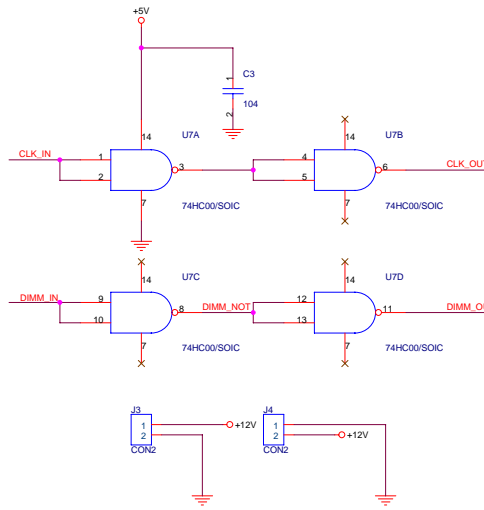 +5V
1
C3
2
104
14
U7A
14
U7B
CLK_IN
1
3
4
6
CLK_OUT
2
5
7
74HC00/SOIC
7
74HC00/SOIC
14
U7C
14
U7D
DIMM_IN
9
8
DIMM_NOT
12
11
DIMM_OU
10
13
7
74HC00/SOIC
7
74HC00/SOIC
J3
J4
1
+12V
1
2
2
+12V
CON2
CON2